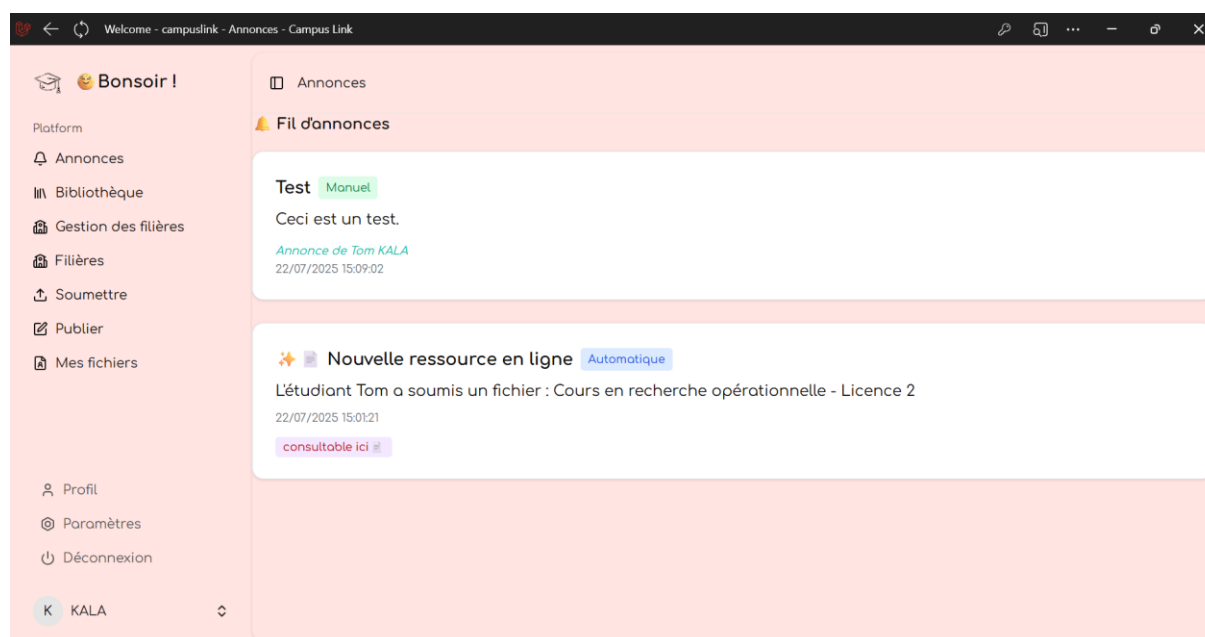 Welcome - campuslink - Annonces - Campus Link
Bonsoir !
Platform
Annonces
Bibliothèque
Gestion des filières
Filières
Soumettre
Publier
Mes fichiers
Profil
Paramètres
Déconnexion
K KALA
Annonces
🔔 Fil d'annonces
Test Manuel
Ceci est un test.
Annonce de Tom KALA
22/07/2025 15:09:02
✨ 📄 Nouvelle ressource en ligne Automatique
L'étudiant Tom a soumis un fichier : Cours en recherche opérationnelle - Licence 2
22/07/2025 15:01:21
consultable ici